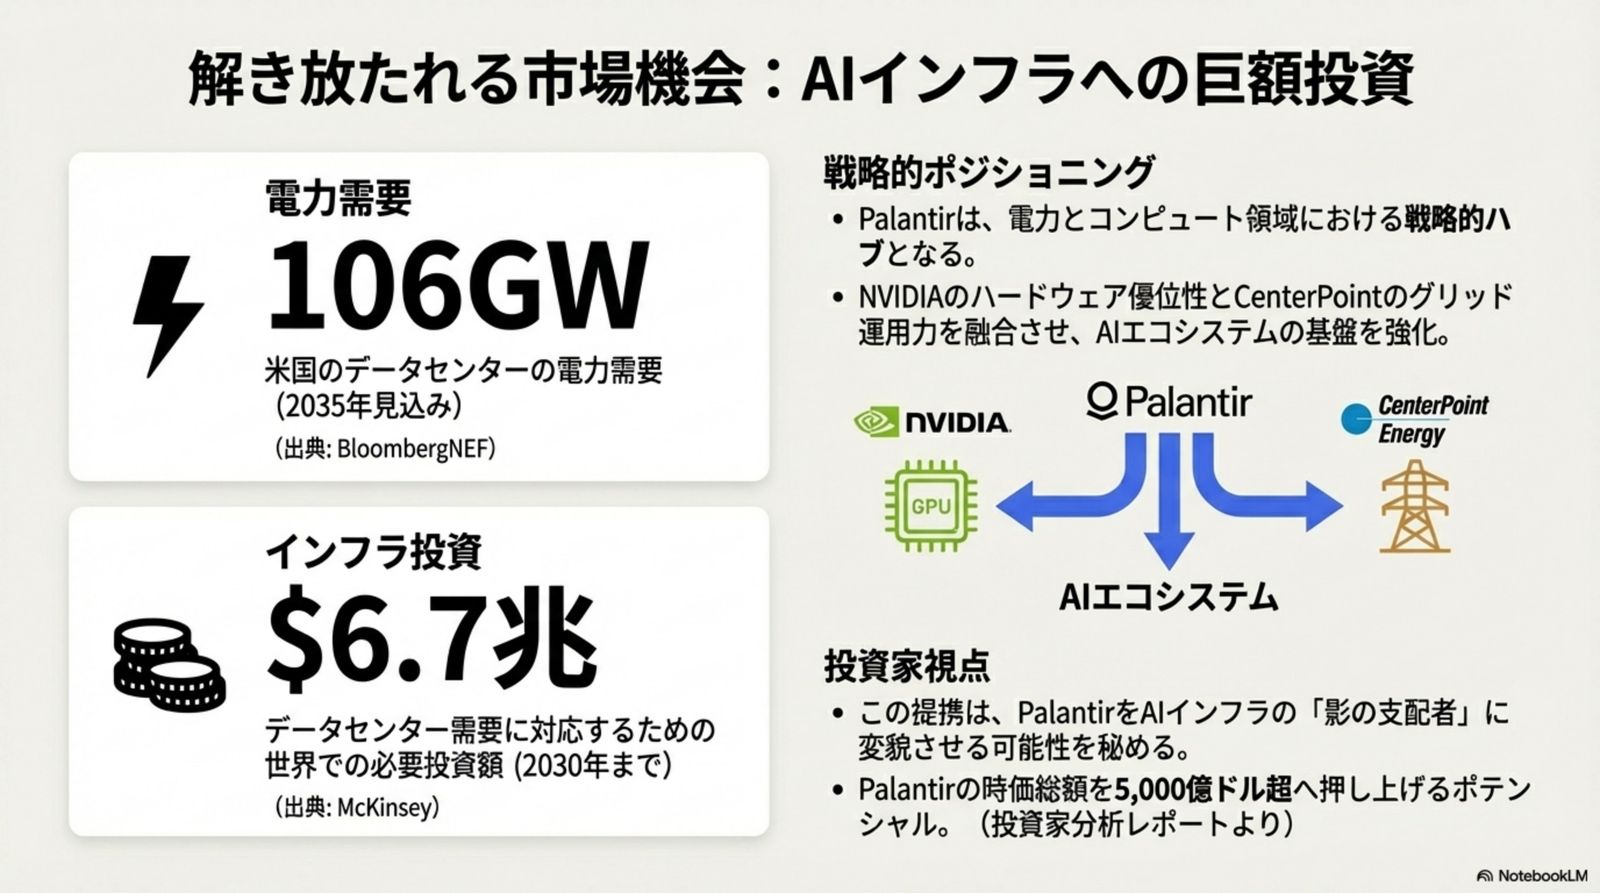 解き放たれる市場機会：AIインフラへの巨額投資
電力需要
106GW
米国のデータセンターの電力需要
（2035年見込み）
（出典: BloombergNEF）
インフラ投資
$6.7兆
データセンター需要に対応するための
世界での必要投資額（2030年まで）
（出典: McKinsey）
戦略的ポジショニング
• Palantirは、電力とコンピュート領域における戦略的ハ
ブとなる。
• NVIDIAのハードウェア優位性とCenterPointのグリッド
運用力を融合させ、AIエコシステムの基盤を強化。
NVIDIA.
Palantir
CenterPoint
Energy
GPU
AIエコシステム
投資家視点
• この提携は、PalantirをAIインフラの「影の支配者」に
変貌させる可能性を秘める。
• Palantirの時価総額を5,000億ドル超へ押し上げるポテン
シャル。（投資家分析レポートより）
NotebookLM